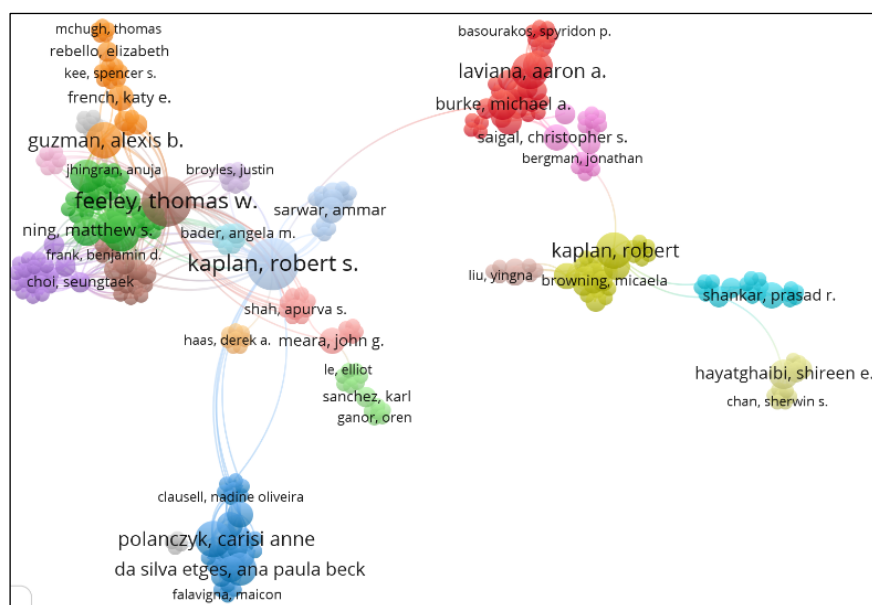 mchugh, thomas
rebello, elizabeth
kee, spencer s.
french, katy e.
guzman, alexis b.
jhingran, anuja
broyles, justin
feeley, thomas w.
ning, matthew s.
bader, angela m.
frank, benjamin d.
choi, seungtaek
kaplan, robert s.
sarwar, ammar
shah, apurva s.
haas, derek a.
meara, john g.
le, elliot
sanchez, karl
ganor, oren
clausell, nadine oliveira
polanczyk, carisi anne
da silva etges, ana paula beck
falavigna, maicon
basourakos, spyridon p.
laviana, aaron a.
burke, michael a.
saigal, christopher s.
bergman, jonathan
kaplan, robert
liu, yingna
browning, micaela
shankar, prasad r.
hayatghaibi, shireen e.
chan, sherwin s.